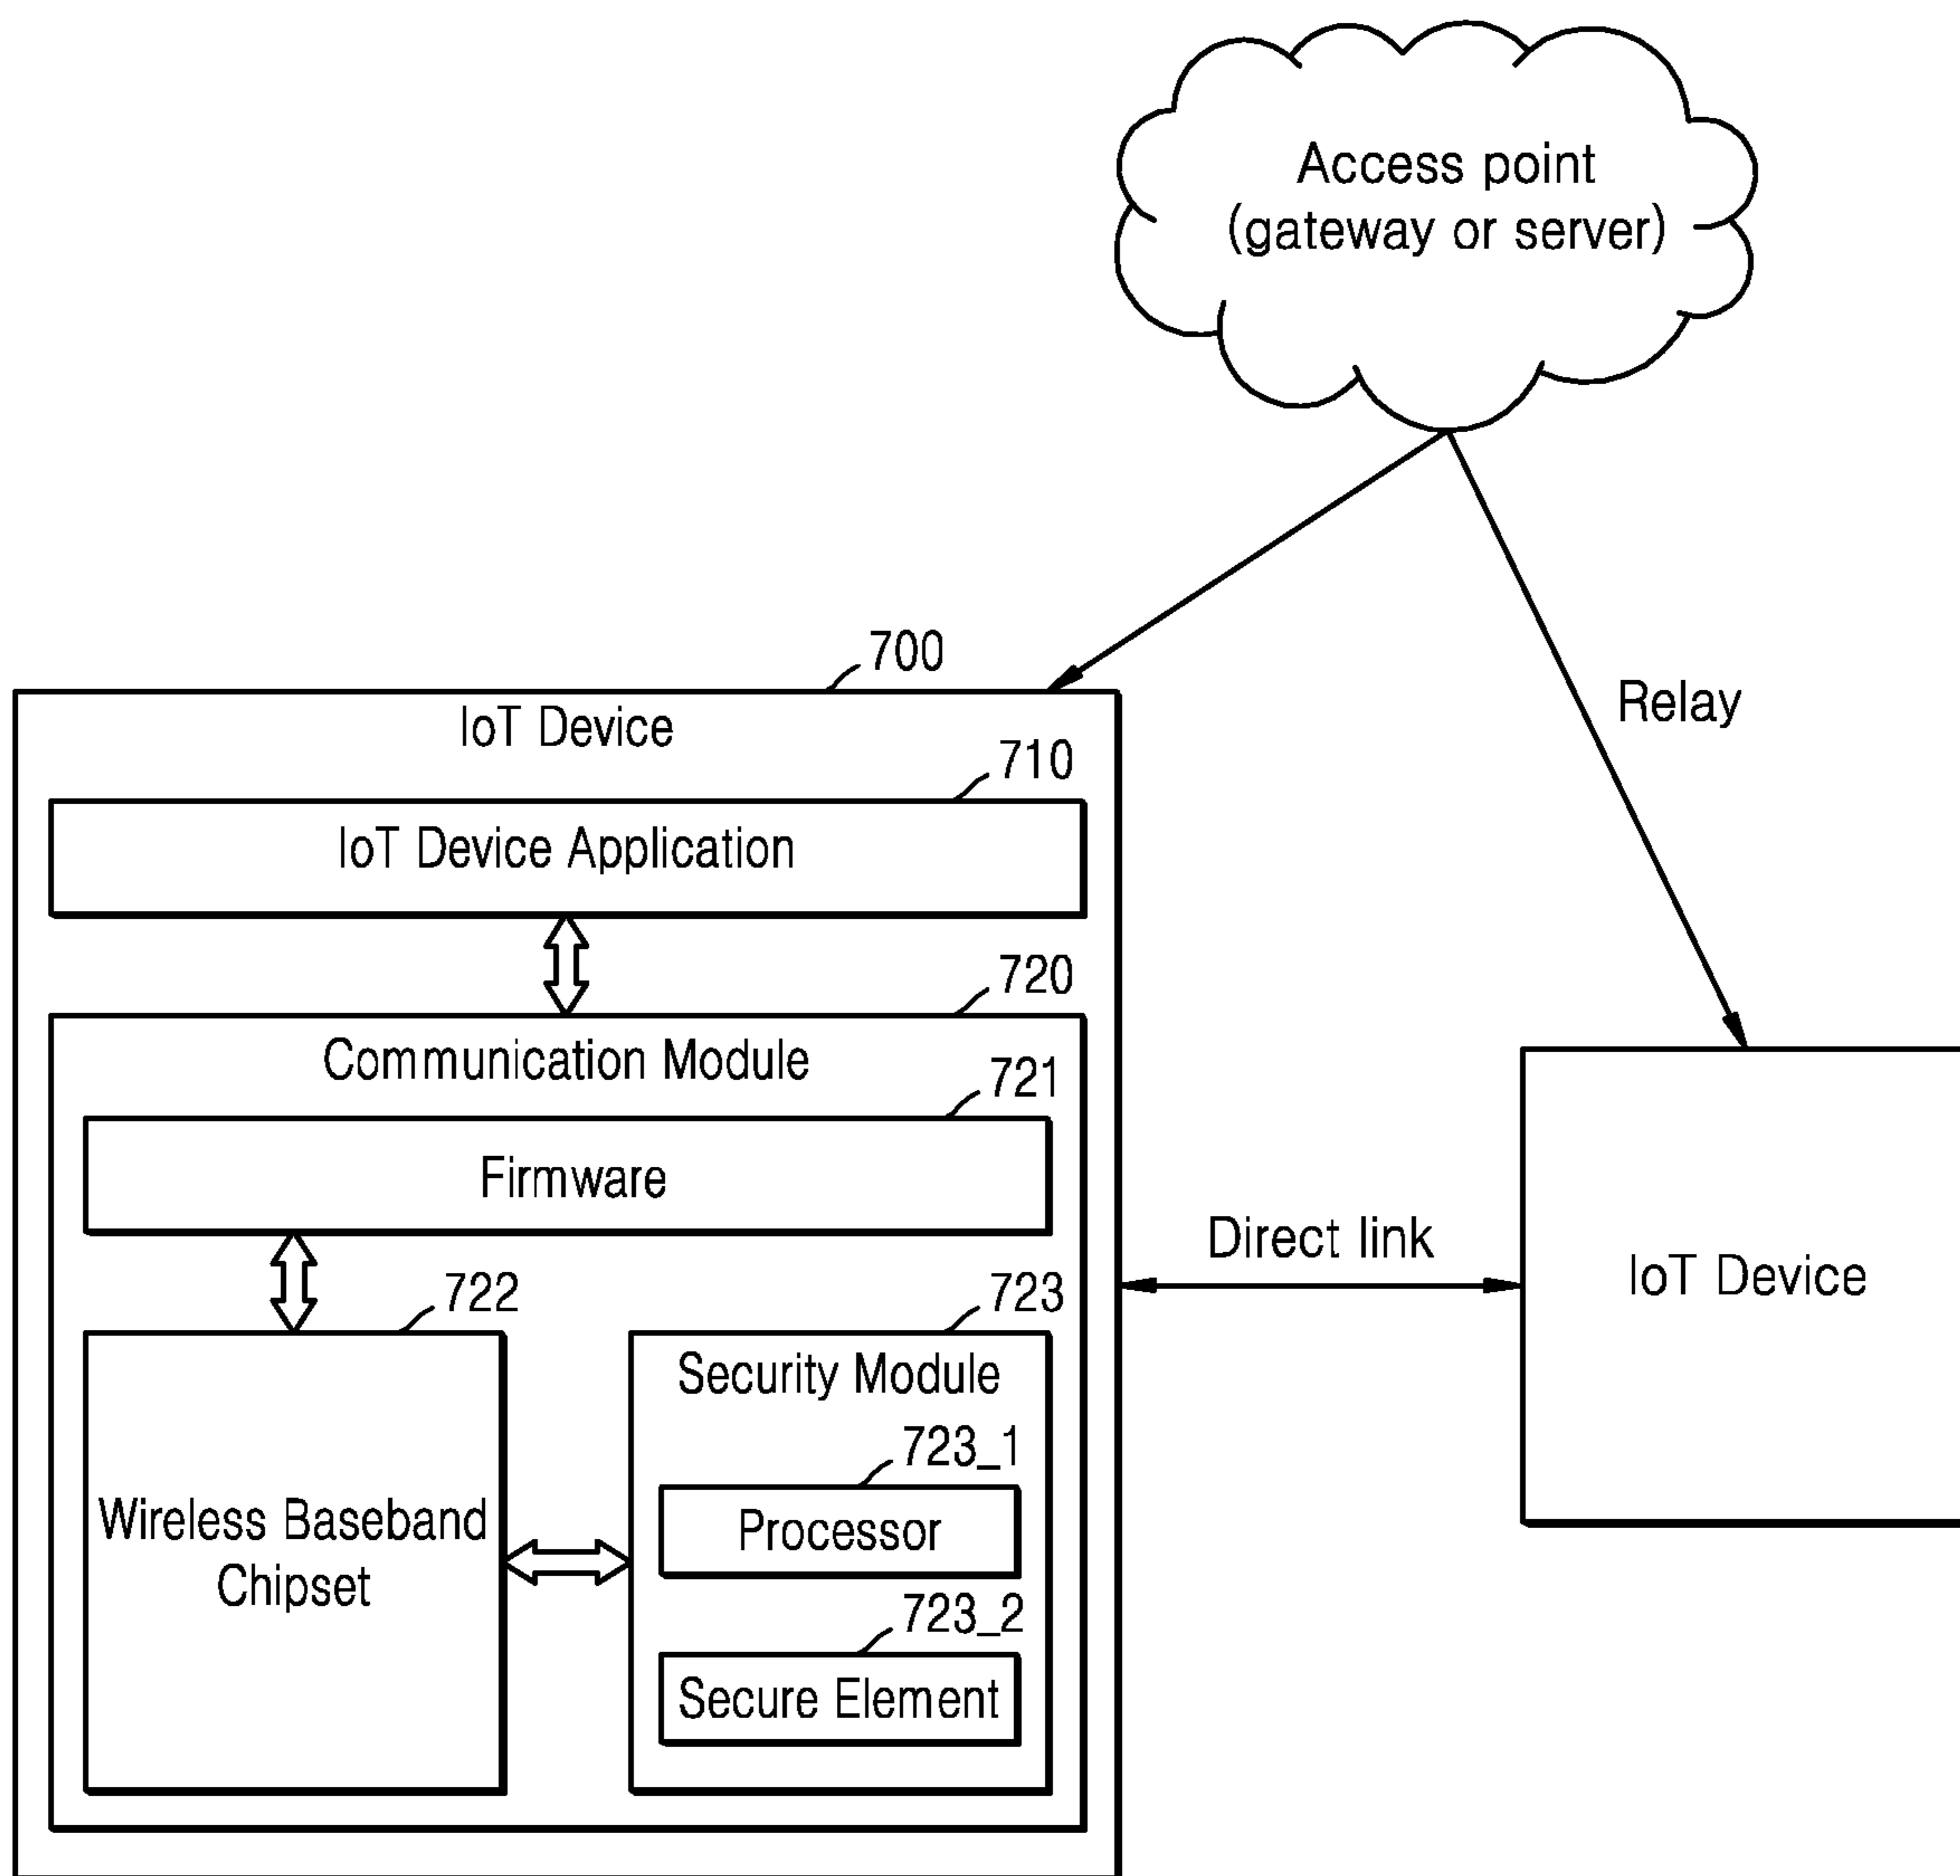 Access point
(gateway or server)
700
IoT Device
Relay
710
IoT Device Application
720
Communication Module
721
Firmware
Direct link
IoT Device
722
723
Security Module
723_1
Wireless Baseband
Chipset
Processor
723_2
Secure Element